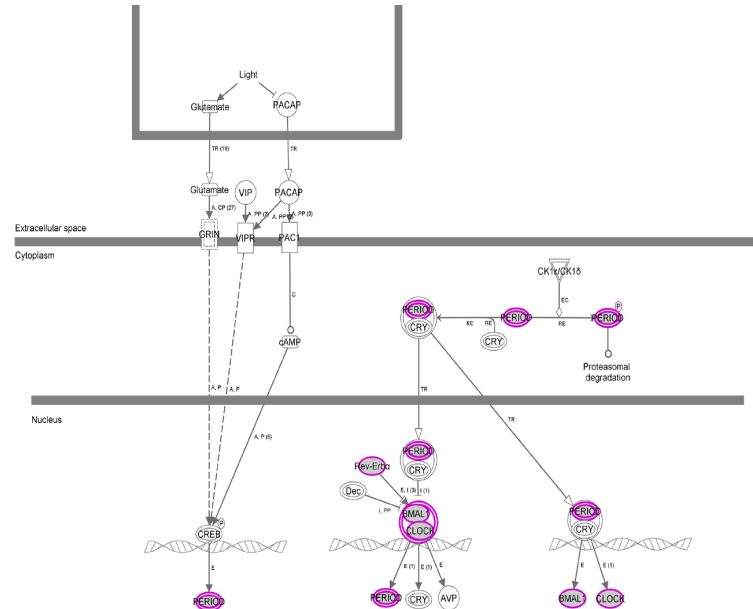 Light
Glutamate
PACAP
TR (19)
TR
Glutamate
VIP
PACAP
A, CP (27)
A, PP (2)
A, PP
A, PP (3)
Extracellular space
GRIN
VIPR
PAC1
Cytoplasm
CK1ε/CK1δ
C
EC
PERIOD
CRY
RE
RE
CRY
PERIOD
RE
P
PERIOD
cAMP
Proteasomal
degradation
A, P
A, P
TR
Nucleus
TR
A, P (6)
PERIOD
CRY
Rev-Erbα
E, I (3)
I (1)
Dec
I, PP
BMAL1
CLOCK
PERIOD
CRY
P
CREB
E
E (1)
E (1)
E
E
E (1)
PERIOD
PERIOD
CRY
AVP
BMAL1
CLOCK